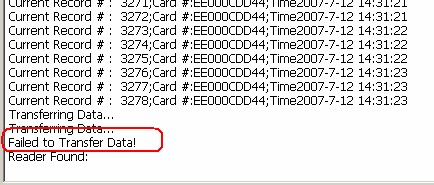 Current Record # :  3271;Card #:EE000CDD44;Time2007-7-12 14:31:21
Current Record # :  3272;Card #:EE000CDD44;Time2007-7-12 14:31:21
Current Record # :  3273;Card #:EE000CDD44;Time2007-7-12 14:31:22
Current Record # :  3274;Card #:EE000CDD44;Time2007-7-12 14:31:22
Current Record # :  3275;Card #:EE000CDD44;Time2007-7-12 14:31:22
Current Record # :  3276;Card #:EE000CDD44;Time2007-7-12 14:31:23
Current Record # :  3277;Card #:EE000CDD44;Time2007-7-12 14:31:23
Current Record # :  3278;Card #:EE000CDD44;Time2007-7-12 14:31:23
Transferring Data...
Transferring Data...
Failed to Transfer Data!
Reader Found: